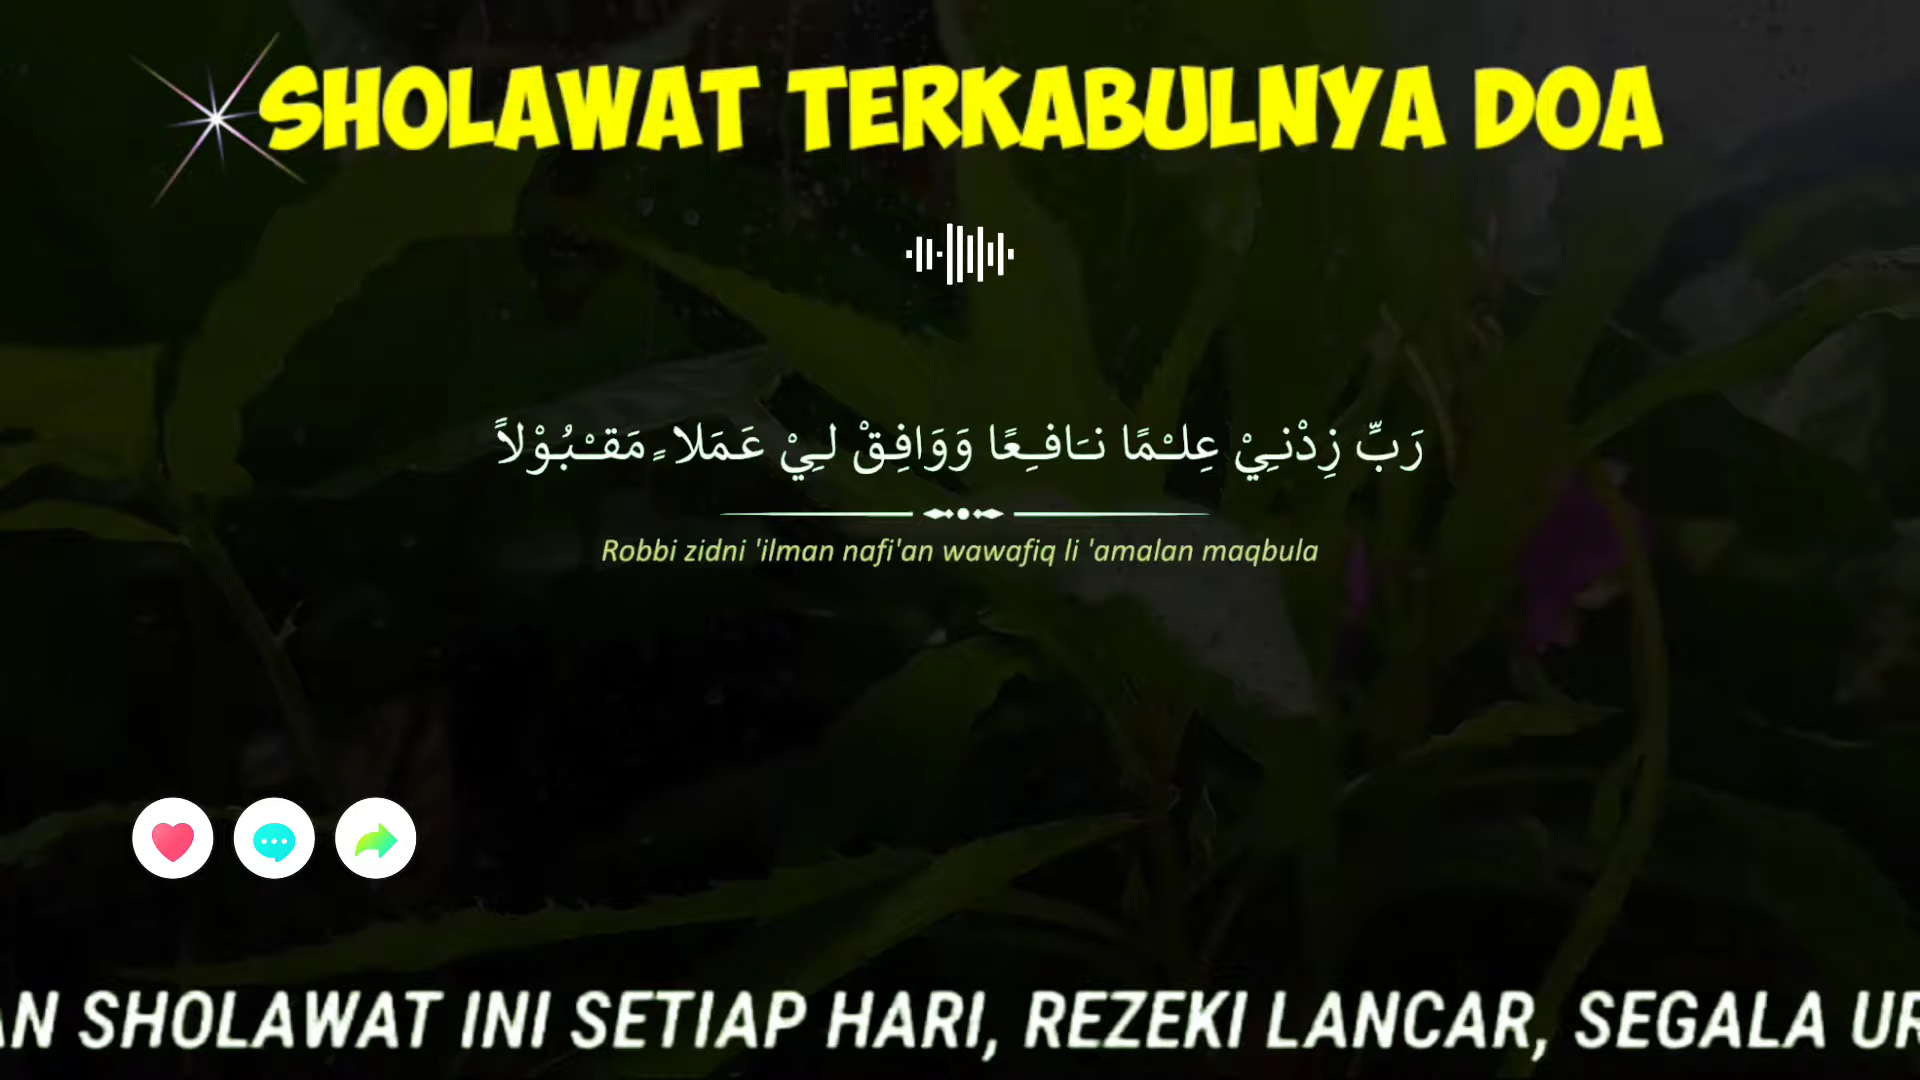 SHOLAWAT TERKABULNYA DOA
رَبِّ زِدْنِيْ عِلْمًا نَافِعًا وَوَافِقْ لِيْ عَمَلاً مَقْبُوْلاً
Robbi zidni 'ilman nafi'an wawafiq li 'amalan maqbula
SHOLAWAT INI SETIAP HARI, REZEKI LANCAR, SEGALA